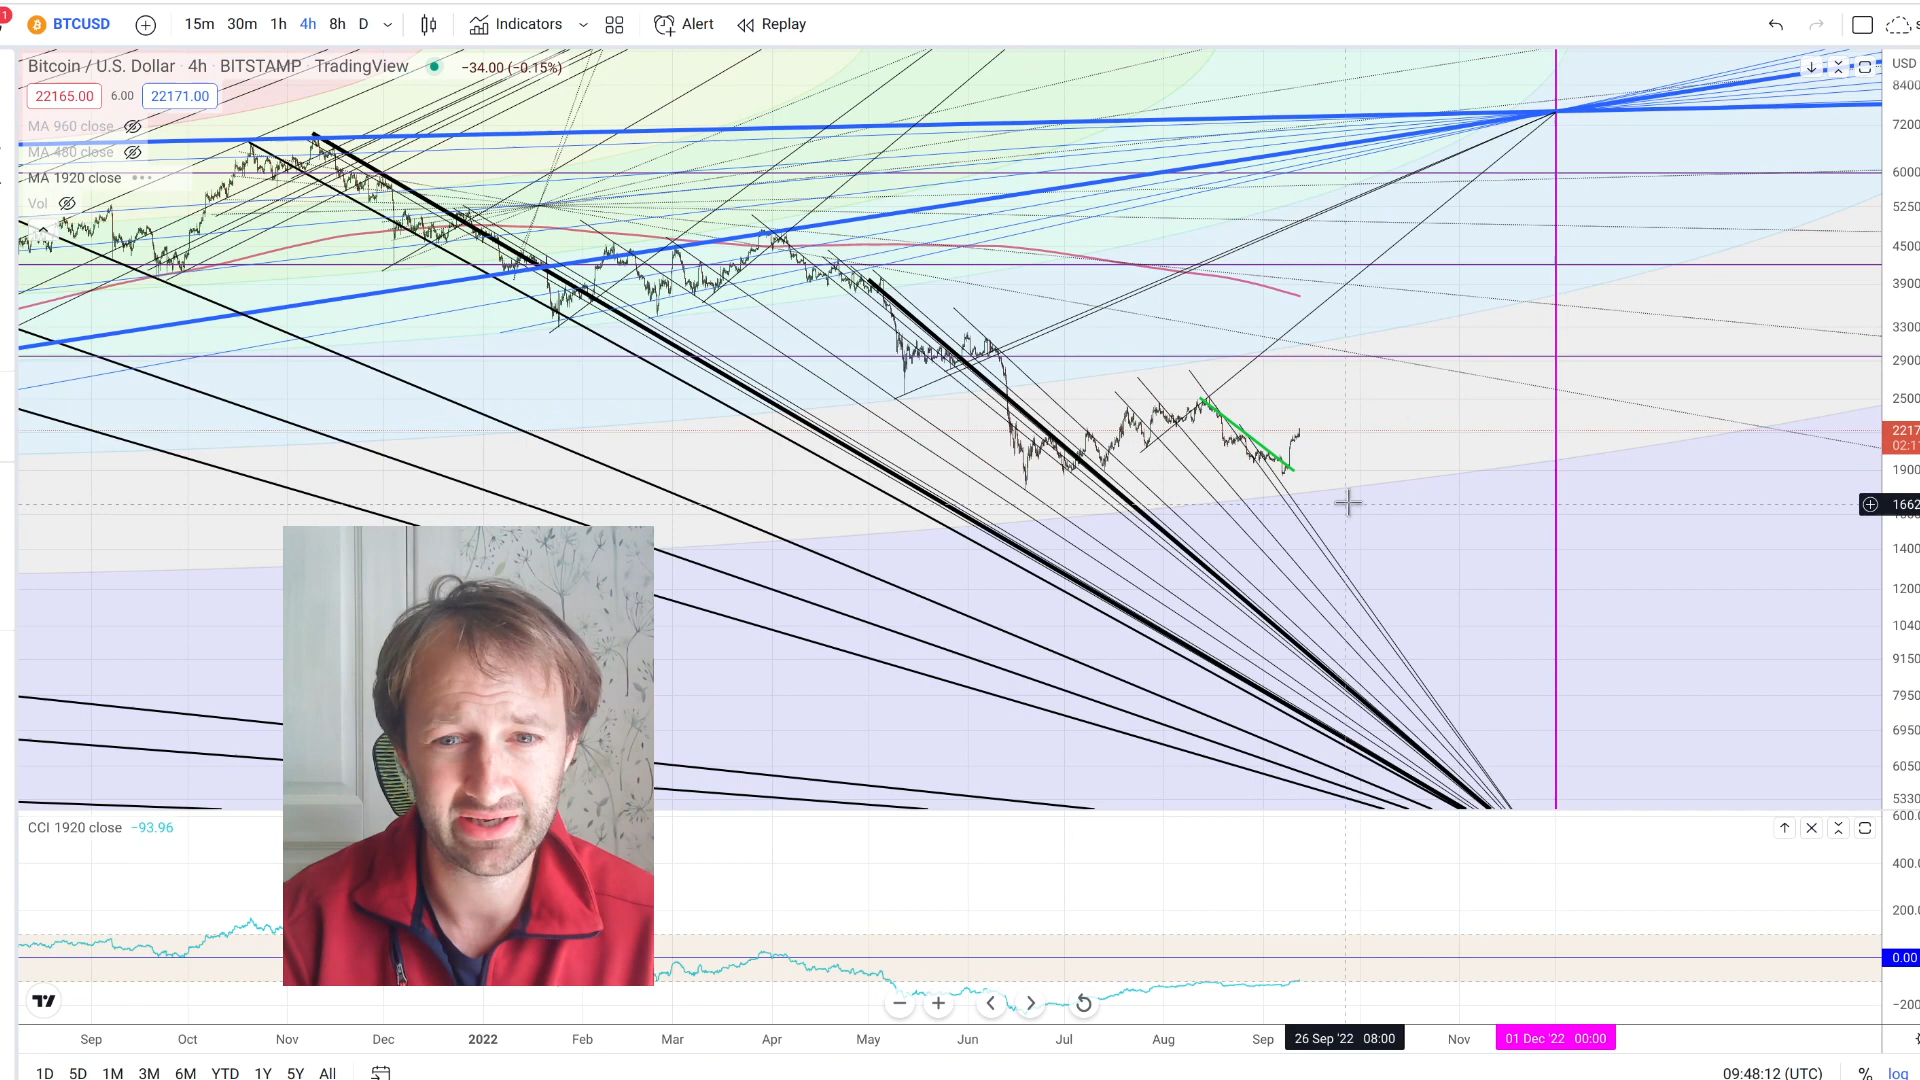 1
BTCUSD 15m 30m 1h 4h 8h D Indicators Alert Replay
Bitcoin / U.S. Dollar 4h BITSTAMP TradingView −34.00 (−0.15%)
22165.00 6.00 22171.00
MA 960 close
MA 480 close
MA 1920 close
Vol
USD
8400
7200
6000
5250
4500
3900
3300
2900
2500
2217
02:1
1900
1662
1400
1200
1040
9150
7950
6950
6050
5330
CCI 1920 close −93.96
600.
400.
200.
0.00
−200
Sep Oct Nov Dec 2022 Feb Mar Apr May Jun Jul Aug Sep 26 Sep '22 08:00 Nov 01 Dec '22 00:00
1D 5D 1M 3M 6M YTD 1Y 5Y All 09:48:12 (UTC) % log